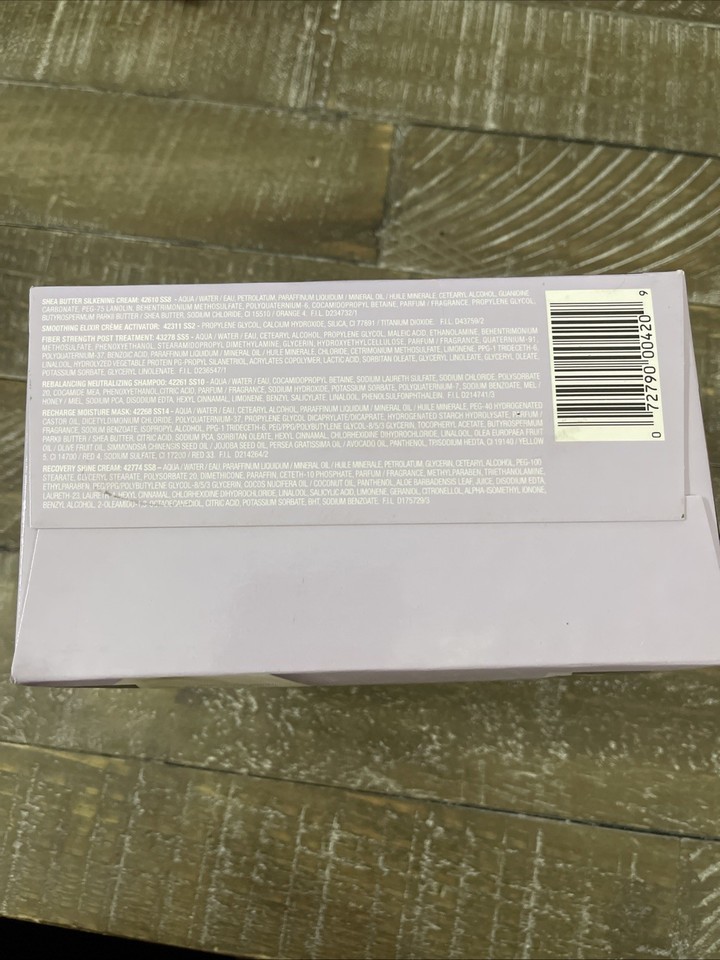 SHEA BUTTER SILKENING CREAM: 42618 SS8 - AQUA / WATER / EAU, PETROLATUM, PARAFFINUM LIQUIDUM / MINERAL OIL / HUILE MINERALE, CETEARYL ALCOHOL, GUANIDINE
CARBONATE, PEG-75 LANOLIN, BEHENTRIMONIUM METHOSULFATE, POLYQUATERNIUM-6, COCAMIDOPROPYL BETAINE, PARFUM / FRAGRANCE, PROPYLENE GLYCOL,
BUTYROSPERMUM PARKII BUTTER / SHEA BUTTER, SODIUM CHLORIDE, CI 15510 / ORANGE 4. F.I.L. D234732/1
SMOOTHING ELIXIR CRÈME ACTIVATOR: 42311 SS2 - PROPYLENE GLYCOL, CALCIUM HYDROXIDE, SILICA, CI 77891 / TITANIUM DIOXIDE. F.I.L. D43759/2
FIBER STRENGTH POST TREATMENT: 43278 SS5 - AQUA / WATER / EAU, CETEARYL ALCOHOL, PROPYLENE GLYCOL, MALEIC ACID, ETHANOLAMINE, BEHENTRIMONIUM
METHOSULFATE, PHENOXYETHANOL, STEARAMIDOPROPYL DIMETHYLAMINE, GLYCERIN, HYDROXYETHYLCELLULOSE, PARFUM / FRAGRANCE, QUATERNIUM-91,
POLYQUATERNIUM-37, BENZOIC ACID, PARAFFINUM LIQUIDUM / MINERAL OIL / HUILE MINERALE, CHLORIDE, CETRIMONIUM METHOSULFATE, LIMONENE, PPG-1 TRIDECETH-6,
LINALOOL, HYDROLYZED VEGETABLE PROTEIN PG-PROPYL SILANETRIOL, ACRYLATES COPOLYMER, LACTIC ACID, SORBITAN OLEATE, GLYCERYL LINOLEATE, GLYCERYL OLEATE,
POTASSIUM SORBATE, GLYCERYL LINOLENATE. F.I.L. D236547/1
REBALANCING NEUTRALIZING SHAMPOO: 42261 SS10 - AQUA / WATER / EAU, COCAMIDOPROPYL BETAINE, SODIUM LAURETH SULFATE, SODIUM CHLORIDE, POLYSORBATE
20, COCAMIDE MEA, PHENOXYETHANOL, CITRIC ACID, PARFUM / FRAGRANCE, SODIUM HYDROXIDE, POTASSIUM SORBATE, POLYQUATERNIUM-7, SODIUM BENZOATE, MEL /
HONEY / MIEL, SODIUM PCA, DISODIUM EDTA, HEXYL CINNAMAL, LIMONENE, BENZYL SALICYLATE, LINALOOL, PHENOLSULFONPHTHALEIN. F.I.L. D214741/3
RECHARGE MOISTURE MASK: 42268 SS14 - AQUA / WATER / EAU, CETEARYL ALCOHOL, PARAFFINUM LIQUIDUM / MINERAL OIL / HUILE MINERALE, PEG-40 HYDROGENATED
CASTOR OIL, DICETYLDIMONIUM CHLORIDE, POLYQUATERNIUM-37, PROPYLENE GLYCOL DICAPRYLATE/DICAPRATE, HYDROGENATED STARCH HYDROLYSATE, PARFUM /
FRAGRANCE, SODIUM BENZOATE, ISOPROPYL ALCOHOL, PPG-1 TRIDECETH-6, PEG/PPG/POLYBUTYLENE GLYCOL-8/5/3 GLYCERIN, TOCOPHERYL ACETATE, BUTYROSPERMUM
PARKII BUTTER / SHEA BUTTER, CITRIC ACID, SODIUM PCA, SORBITAN OLEATE, HEXYL CINNAMAL, CHLORHEXIDINE DIHYDROCHLORIDE, LINALOOL, OLEA EUROPAEA FRUIT
OIL / OLIVE FRUIT OIL, SIMMONDSIA CHINENSIS SEED OIL / JOJOBA SEED OIL, PERSEA GRATISSIMA OIL / AVOCADO OIL, PANTHENOL, TRISODIUM HEDTA, CI 19140 / YELLOW
5, CI 14700 / RED 4, SODIUM SULFATE, CI 17200 / RED 33. F.I.L. D214264/2
RECOVERY SHINE CREAM: 42774 SS8 - AQUA / WATER / EAU, PARAFFINUM LIQUIDUM / MINERAL OIL / HUILE MINERALE, PETROLATUM, GLYCERIN, CETEARYL ALCOHOL, PEG-100
STEARATE, GLYCERYL STEARATE, POLYSORBATE 20, DIMETHICONE, PARAFFIN, CETETH-10 PHOSPHATE, PARFUM / FRAGRANCE, METHYLPARABEN, TRIETHANOLAMINE,
ETHYLPARABEN, PEG/PPG/POLYBUTYLENE GLYCOL-8/5/3 GLYCERIN, COCOS NUCIFERA OIL / COCONUT OIL, PANTHENOL, ALOE BARBADENSIS LEAF, JUICE, DISODIUM EDTA,
LAURETH-23, HEXYL CINNAMAL, CHLORHEXIDINE DIHYDROCHLORIDE, LINALOOL, SALICYLIC ACID, LIMONENE, GERANIOL, CITRONELLOL, ALPHA-ISOMETHYL IONONE,
BENZYL ALCOHOL, CITRIC ACID, POTASSIUM SORBATE, BHT, SODIUM BENZOATE. F.I.L. D175729/3
0 72790 00420 9